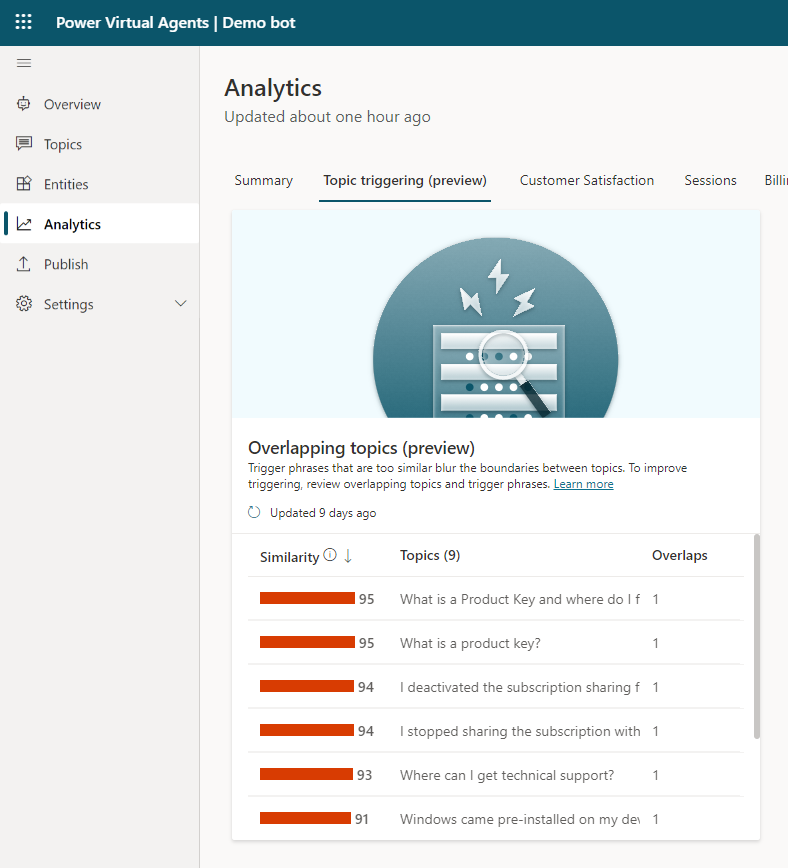 Power Virtual Agents | Demo bot
Overview
Topics
Entities
Analytics
Publish
Settings
Analytics
Updated about one hour ago
Summary Topic triggering (preview) Customer Satisfaction Sessions Billi
Overlapping topics (preview)
Trigger phrases that are too similar blur the boundaries between topics. To improve
triggering, review overlapping topics and trigger phrases. Learn more
Updated 9 days ago
Similarity Topics (9) Overlaps
95 What is a Product Key and where do I f 1
95 What is a product key? 1
94 I deactivated the subscription sharing f 1
94 I stopped sharing the subscription with 1
93 Where can I get technical support? 1
91 Windows came pre-installed on my dev 1